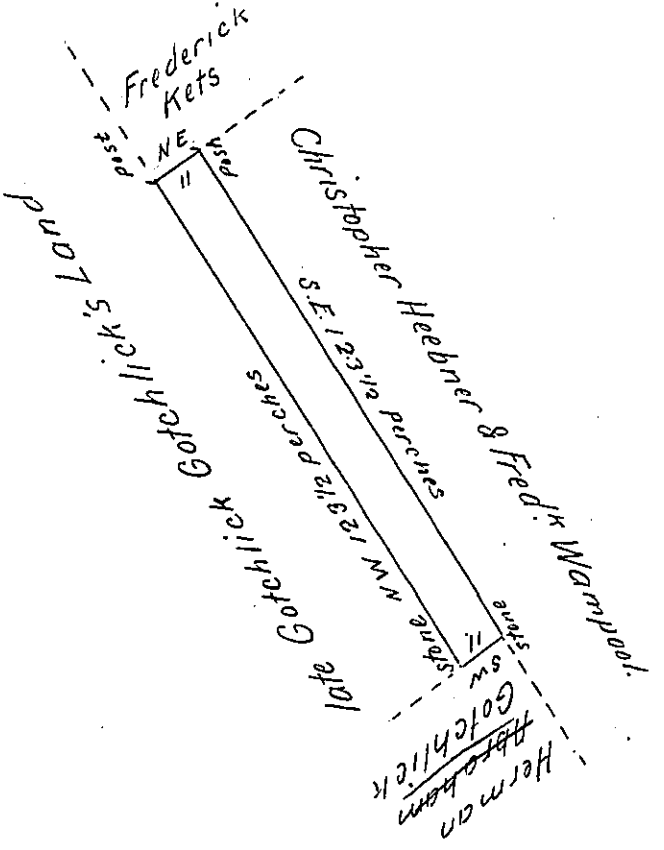 Frederick
Kets
post
NE
11
post
Christopher Heebner & Fred'k Wampool.
S.E. 123½ perches
NW 123½ perches
late Gotchlick Gotchlick's Land
stone
11.
SW
stone
Herman
Abraham
Gotchlick